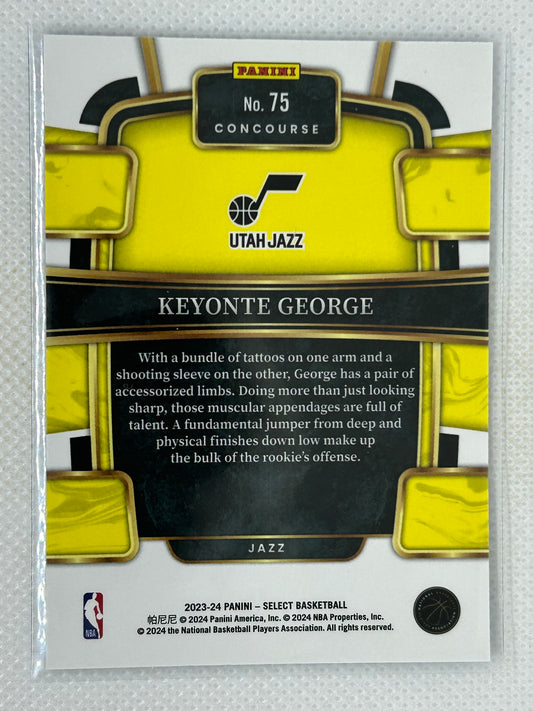 PANINI
No. 75
CONCOURSE
UTAH JAZZ
KEYONTE GEORGE
With a bundle of tattoos on one arm and a
shooting sleeve on the other, George has a pair of
accessorized limbs. Doing more than just looking
sharp, those muscular appendages are full of
talent. A fundamental jumper from deep and
physical finishes down low make up
the bulk of the rookie's offense.
JAZZ
2023-24 PANINI – SELECT BASKETBALL
帕尼尼 © 2024 Panini America, Inc. © 2024 NBA Properties, Inc.
© 2024 the National Basketball Players Association. All rights reserved.
NBA